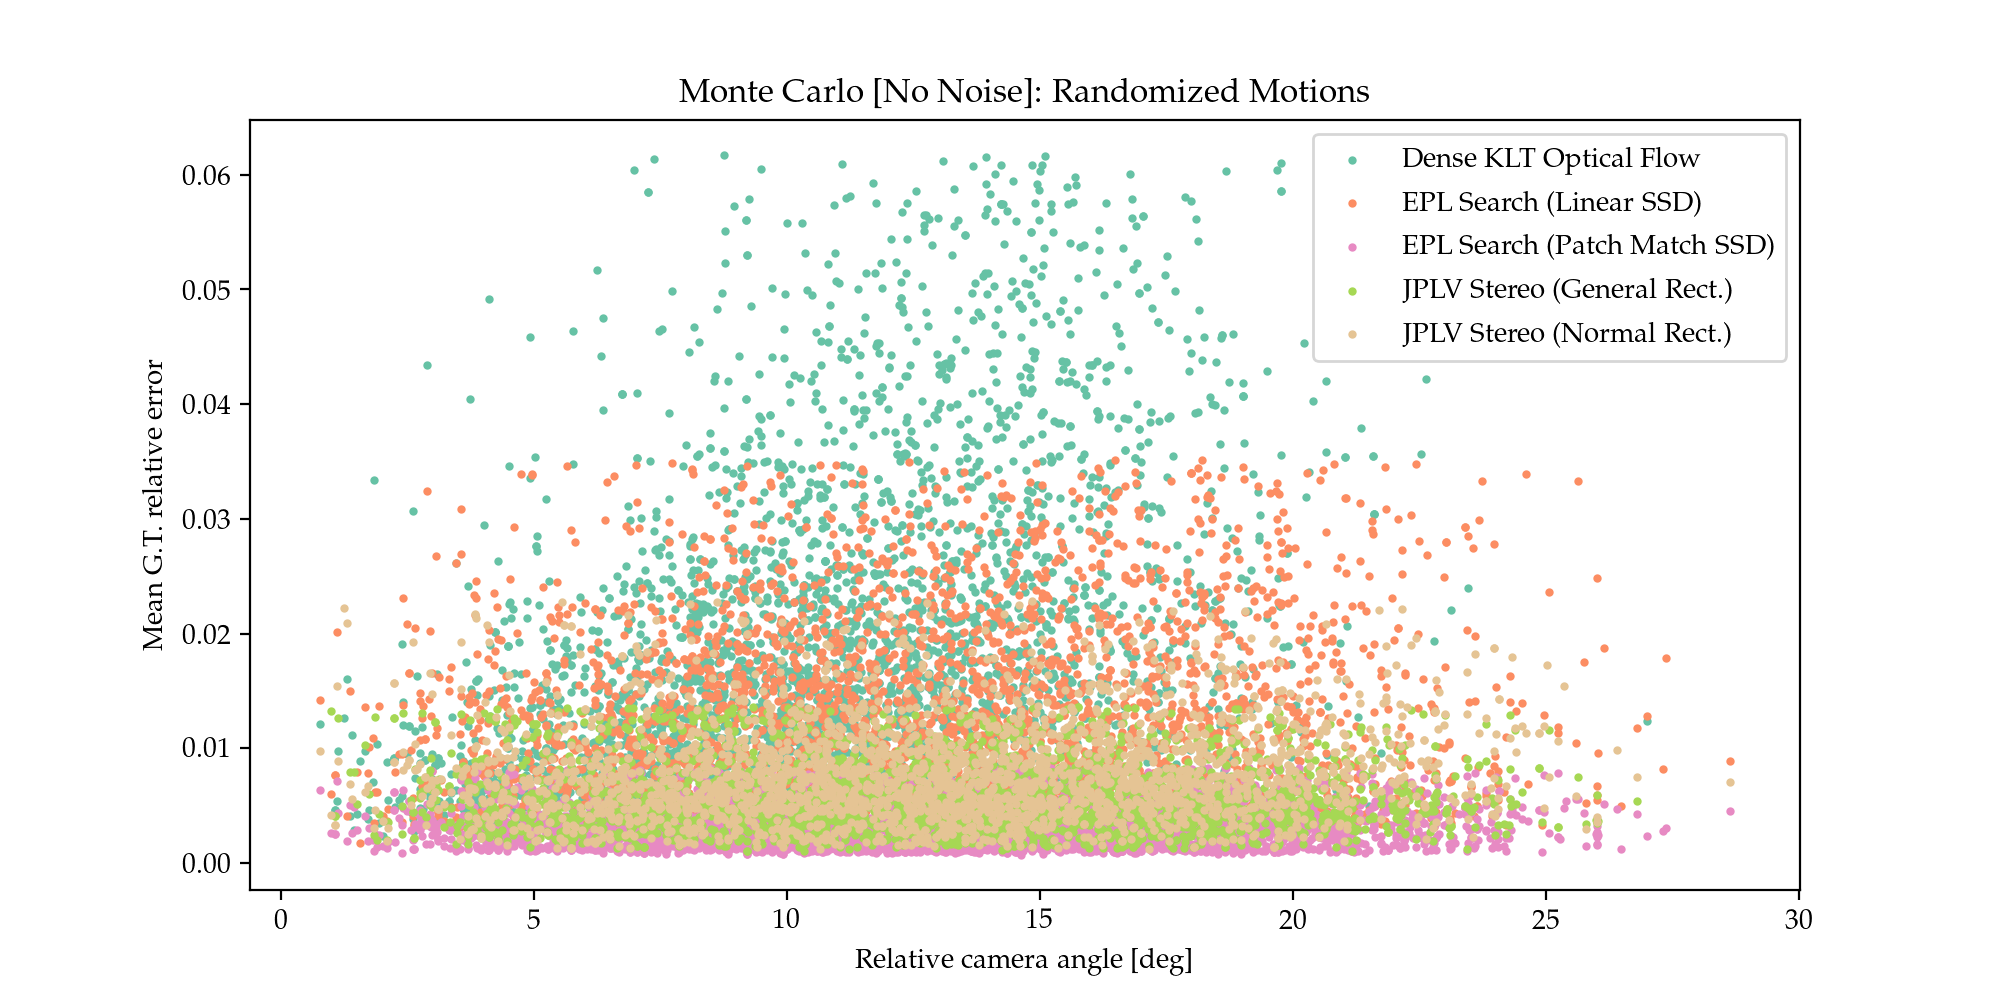 Monte Carlo [No Noise]: Randomized Motions
Dense KLT Optical Flow
EPL Search (Linear SSD)
EPL Search (Patch Match SSD)
JPLV Stereo (General Rect.)
JPLV Stereo (Normal Rect.)
Mean G.T. relative error
0.06
0.05
0.04
0.03
0.02
0.01
0.00
0 5 10 15 20 25 30
Relative camera angle [deg]